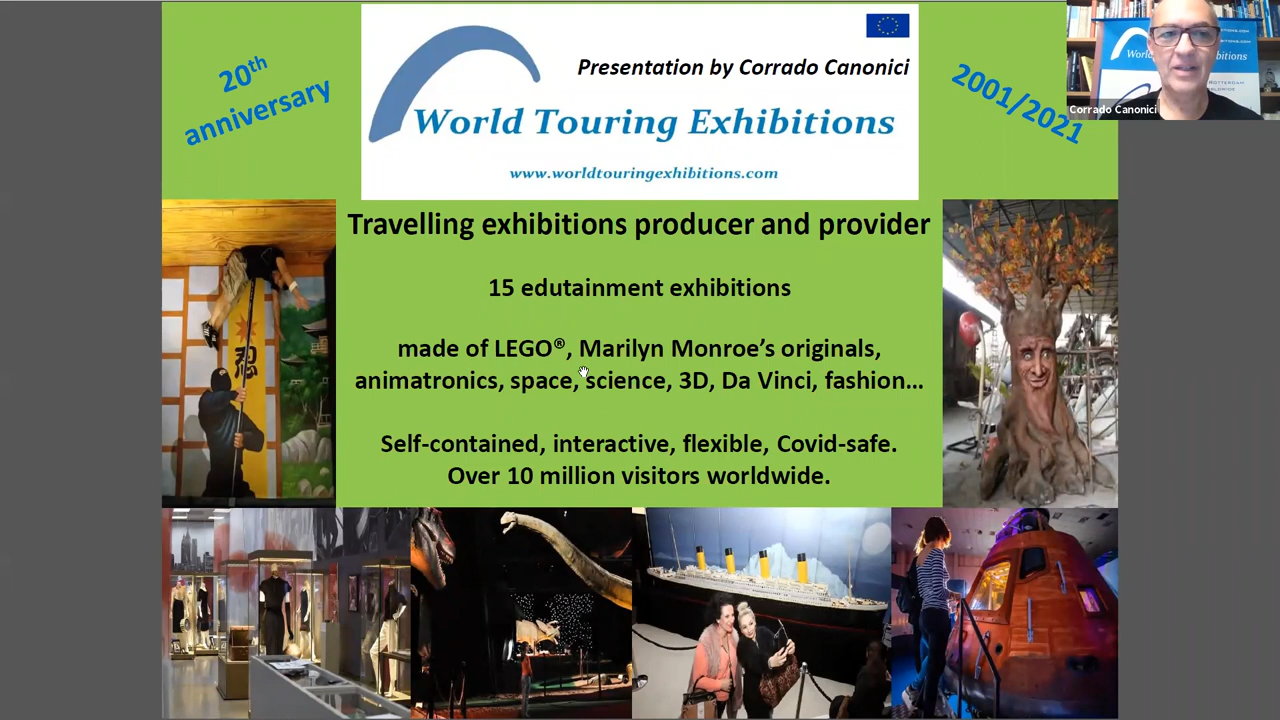 20th
anniversary
Presentation by Corrado Canonici
World Touring Exhibitions
www.worldtouringexhibitions.com
2001/2021
Corrado Canonici
Travelling exhibitions producer and provider
15 edutainment exhibitions
made of LEGO®, Marilyn Monroe’s originals,
animatronics, space, science, 3D, Da Vinci, fashion...
Self-contained, interactive, flexible, Covid-safe.
Over 10 million visitors worldwide.
忍